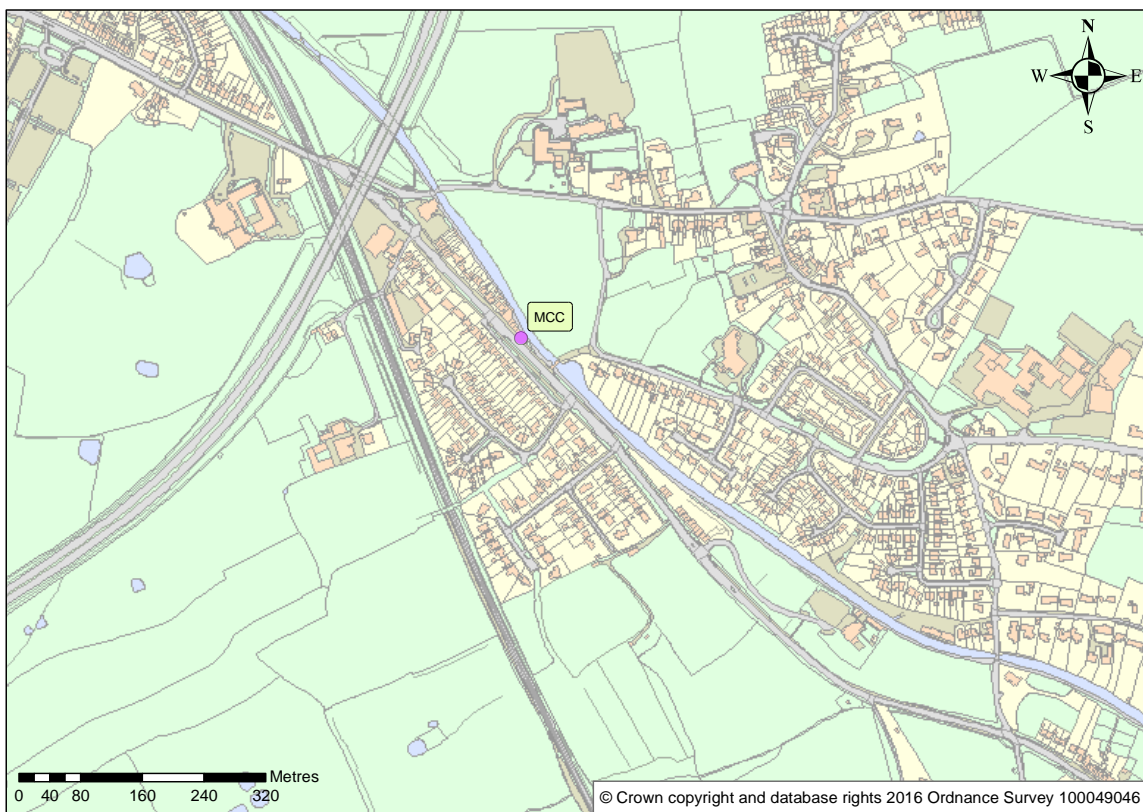 N
W E
S
MCC
0 40 80 160 240 320 Metres
© Crown copyright and database rights 2016 Ordnance Survey 100049046